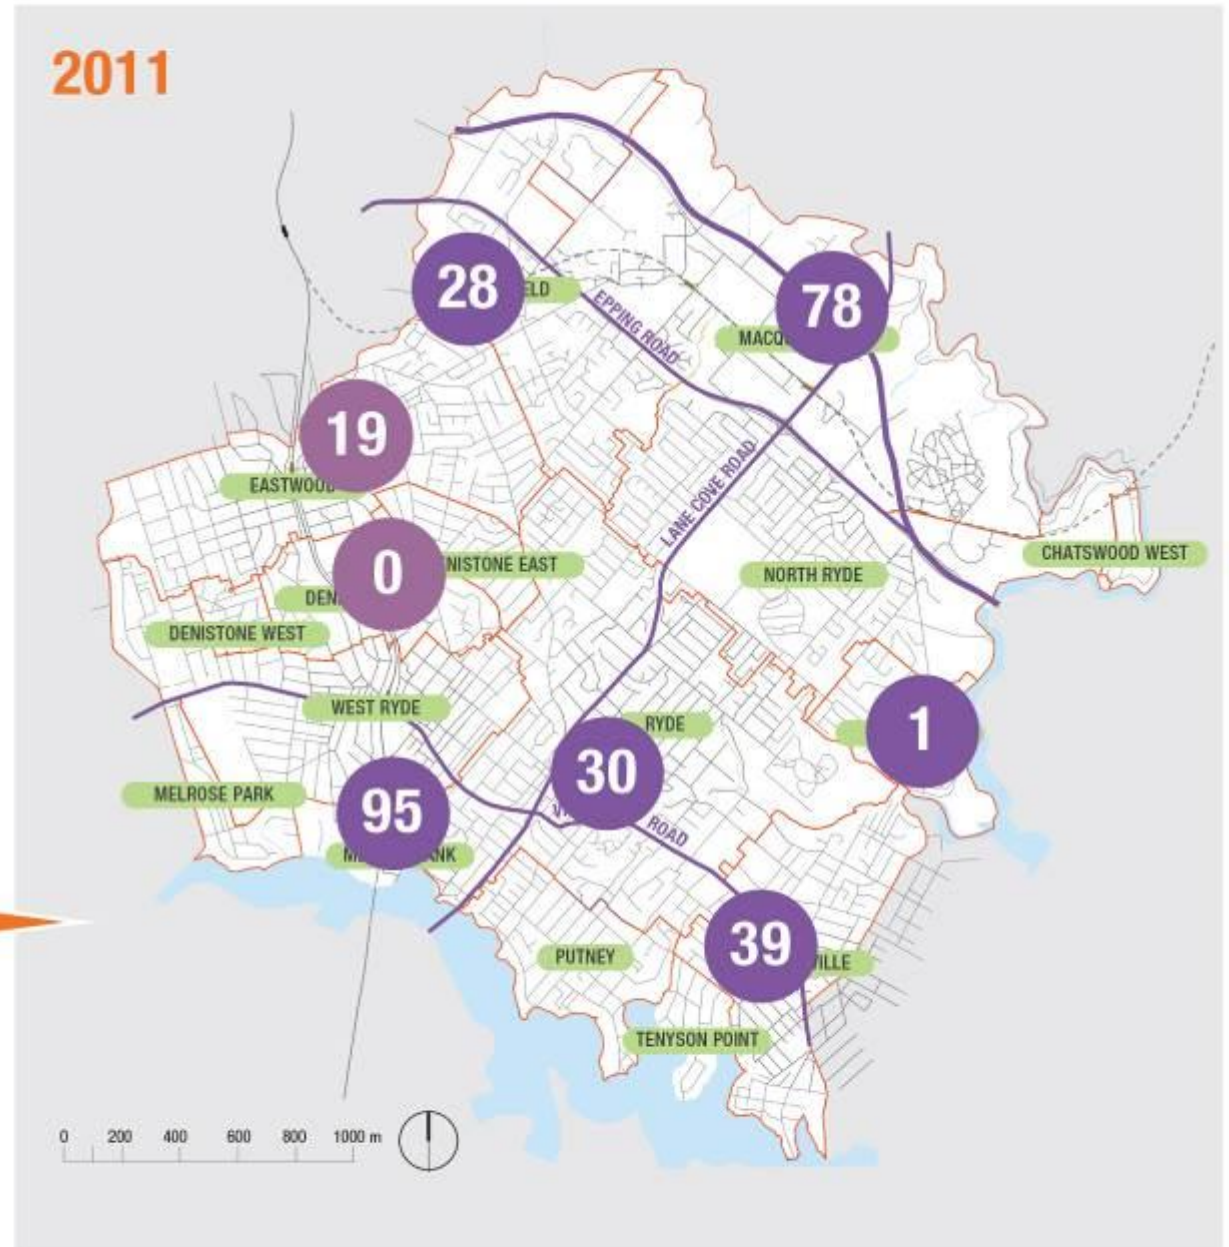 2011
28
ELD
EPPING ROAD
78
MACQ
19
EASTWOOD
LANE COVE ROAD
0
NISTONE EAST
CHATSWOOD WEST
NORTH RYDE
DEN
DENISTONE WEST
WEST RYDE
RYDE
1
30
MELROSE PARK
95
ROAD
M NK
39
VILLE
PUTNEY
TENYSON POINT
0 200 400 600 800 1000 m